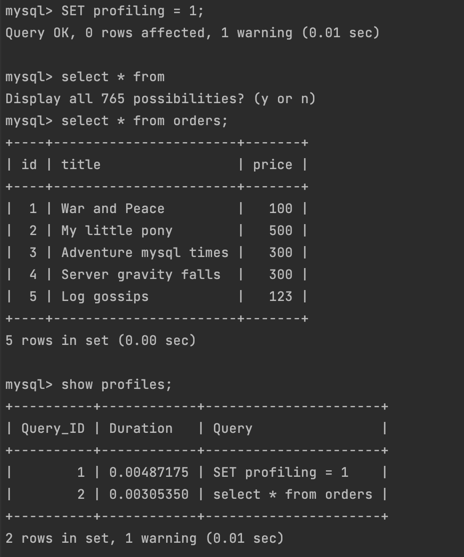 mysql> SET profiling = 1;
Query OK, 0 rows affected, 1 warning (0.01 sec)

mysql> select * from
Display all 765 possibilities? (y or n)
mysql> select * from orders;
+----+------------------------+-------+
| id | title                  | price |
+----+------------------------+-------+
|  1 | War and Peace          |   100 |
|  2 | My little pony         |   500 |
|  3 | Adventure mysql times  |   300 |
|  4 | Server gravity falls   |   300 |
|  5 | Log gossips            |   123 |
+----+------------------------+-------+
5 rows in set (0.00 sec)

mysql> show profiles;
+----------+------------+----------------------+
| Query_ID | Duration   | Query                |
+----------+------------+----------------------+
|        1 | 0.00487175 | SET profiling = 1    |
|        2 | 0.00305350 | select * from orders |
+----------+------------+----------------------+
2 rows in set, 1 warning (0.01 sec)